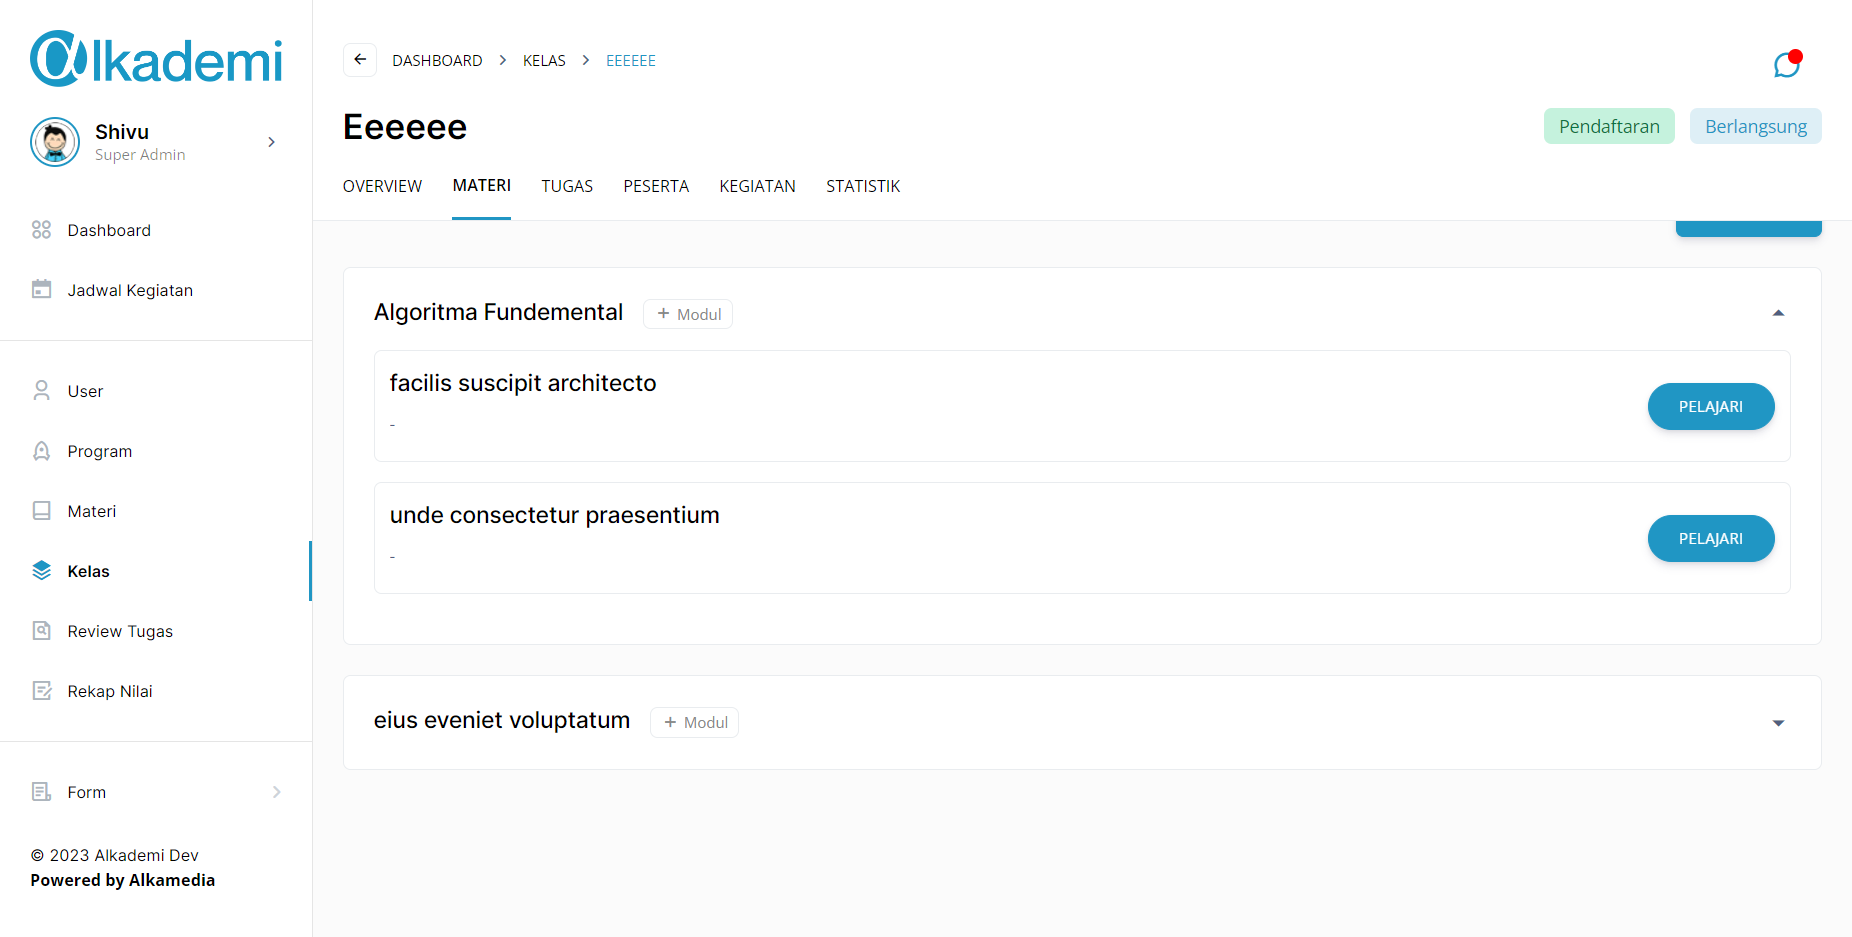 Alkademi
Shivu
Super Admin
Dashboard
Jadwal Kegiatan
User
Program
Materi
Kelas
Review Tugas
Rekap Nilai
Form
© 2023 Alkademi Dev
Powered by Alkamedia
DASHBOARD > KELAS > EEEEEE
Eeeeee
Pendaftaran
Berlangsung
OVERVIEW MATERI TUGAS PESERTA KEGIATAN STATISTIK
Algoritma Fundemental + Modul
facilis suscipit architecto
-
PELAJARI
unde consectetur praesentium
-
PELAJARI
eius eveniet voluptatum + Modul